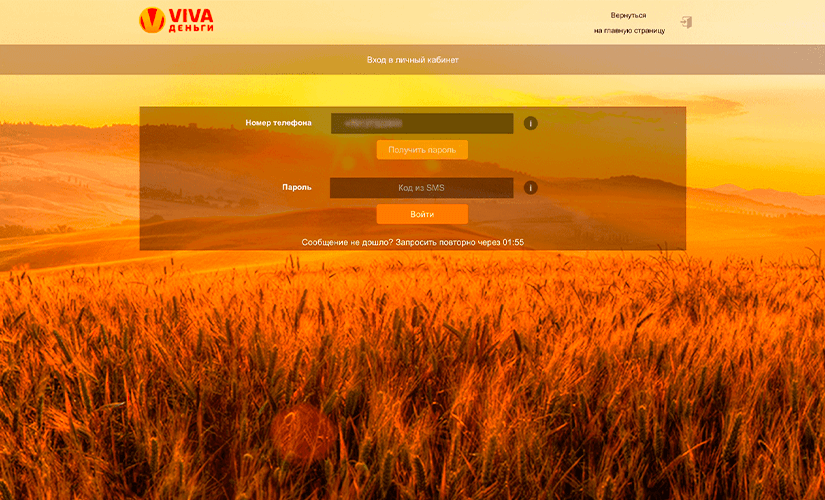 VIVA
ДЕНЬГИ
Вернуться
на главную страницу
Вход в личный кабинет
Номер телефона
i
Получить пароль
Пароль
Код из SMS
i
Войти
Сообщение не дошло? Запросить повторно через 01:55